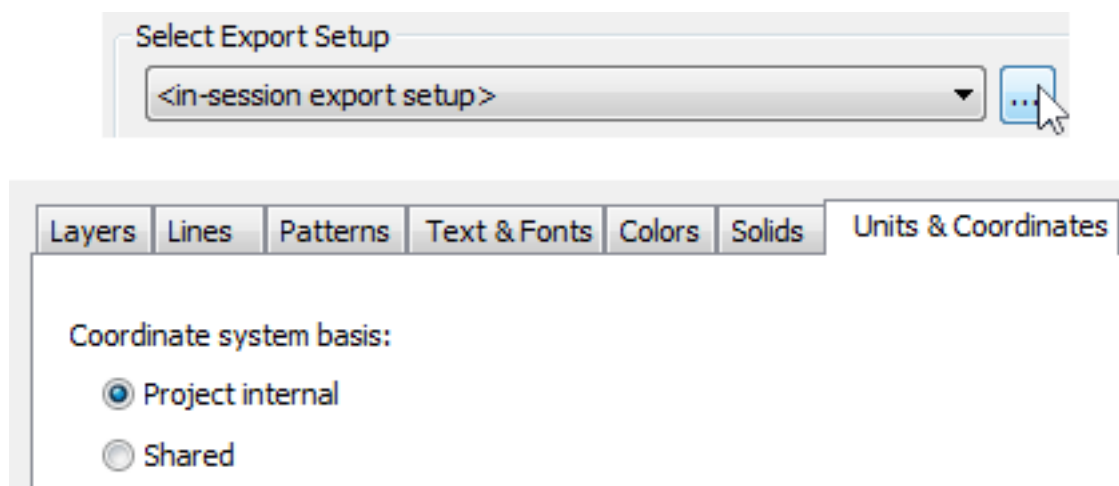 Select Export Setup
<in-session export setup>
...
Layers Lines Patterns Text & Fonts Colors Solids Units & Coordinates
Coordinate system basis:
Project internal
Shared